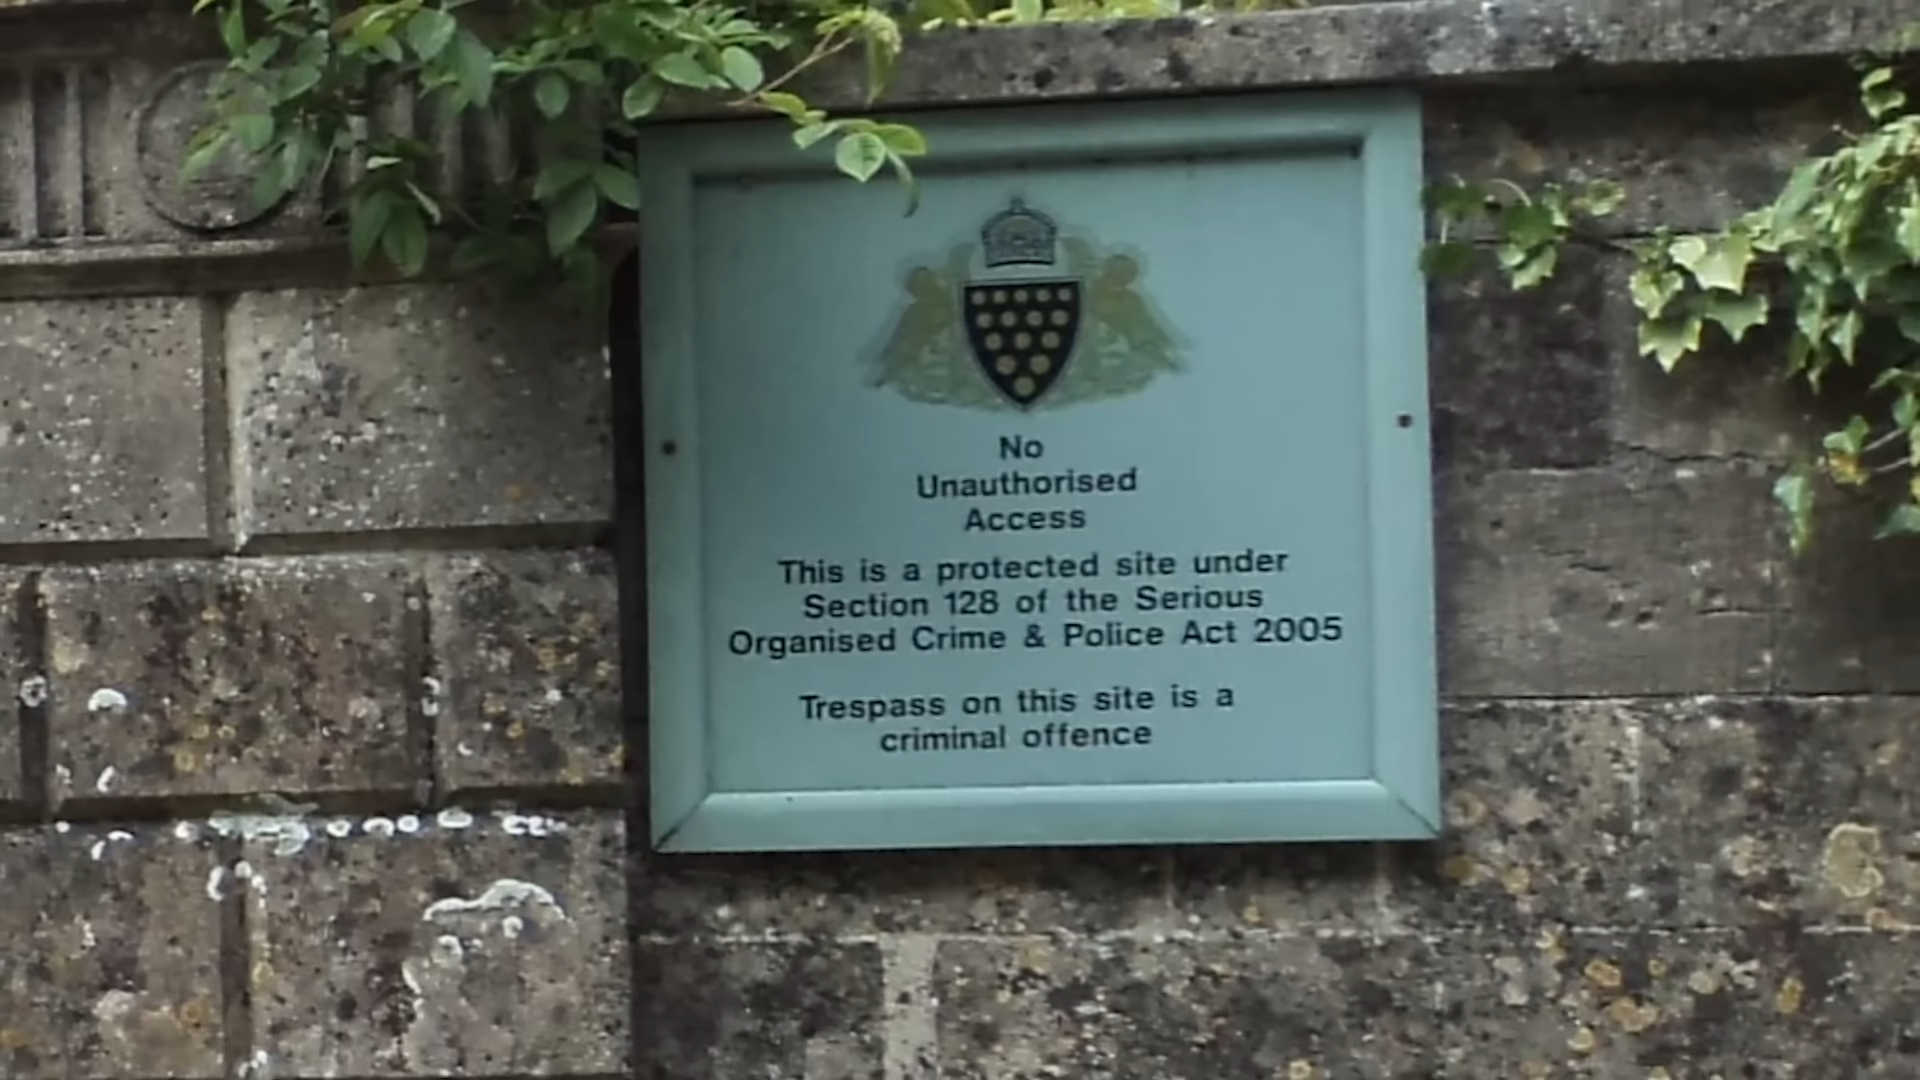 No
Unauthorised
Access
This is a protected site under
Section 128 of the Serious
Organised Crime & Police Act 2005
Trespass on this site is a
criminal offence